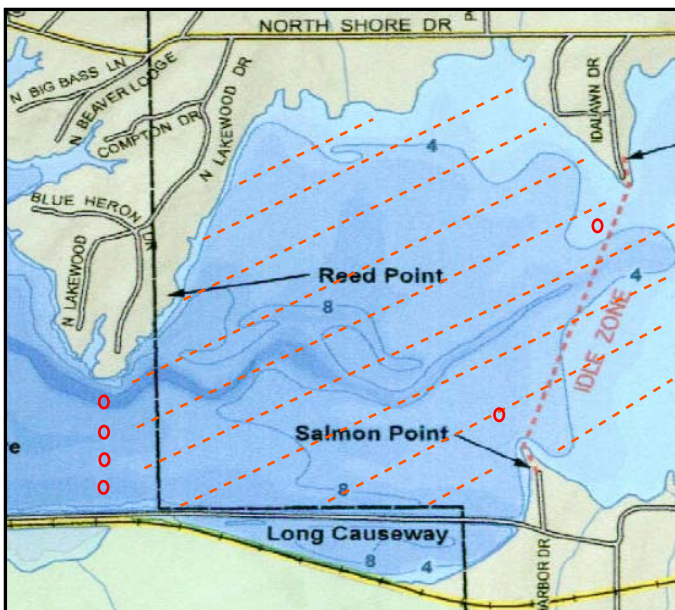 NORTH SHORE DR
N BIG BASS LN
N BEAVER LODGE
COMPTON DR
N LAKEWOOD DR
IDALAWN DR
4
BLUE HERON
N LAKEWOOD
Reed Point
4
8
IDLE ZONE
Salmon Point
8
Long Causeway
8
4
ARBOR DR